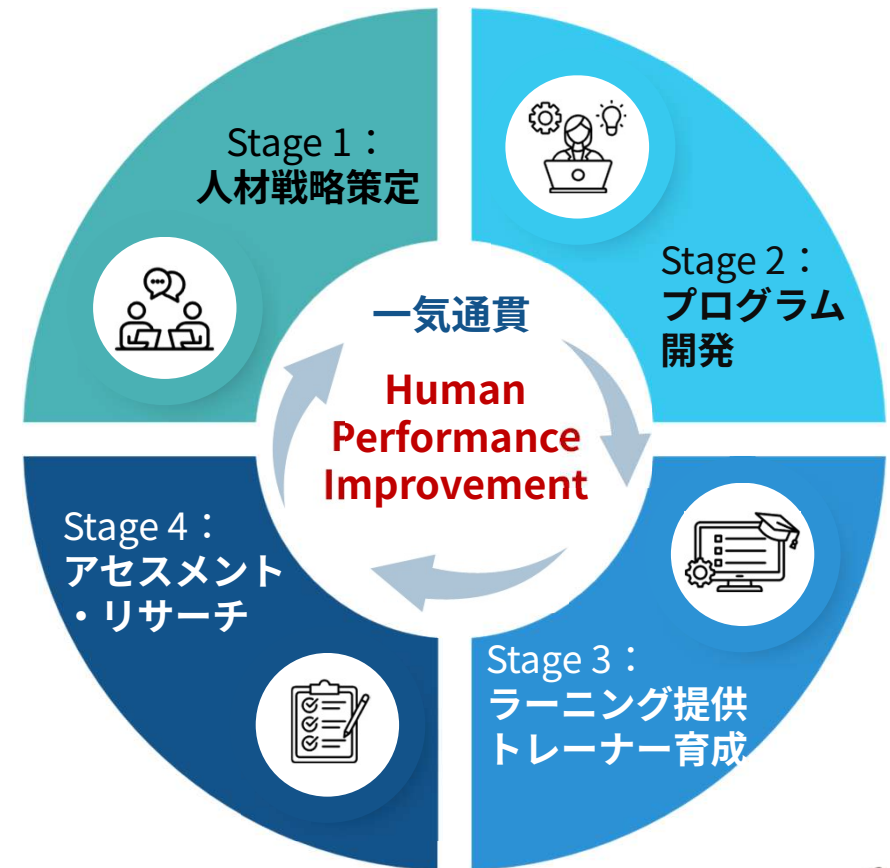 Stage 1：
人材戦略策定
Stage 2：
プログラム
開発
一気通貫
Human
Performance
Improvement
Stage 3：
ラーニング提供
トレーナー育成
Stage 4：
アセスメント
・リサーチ